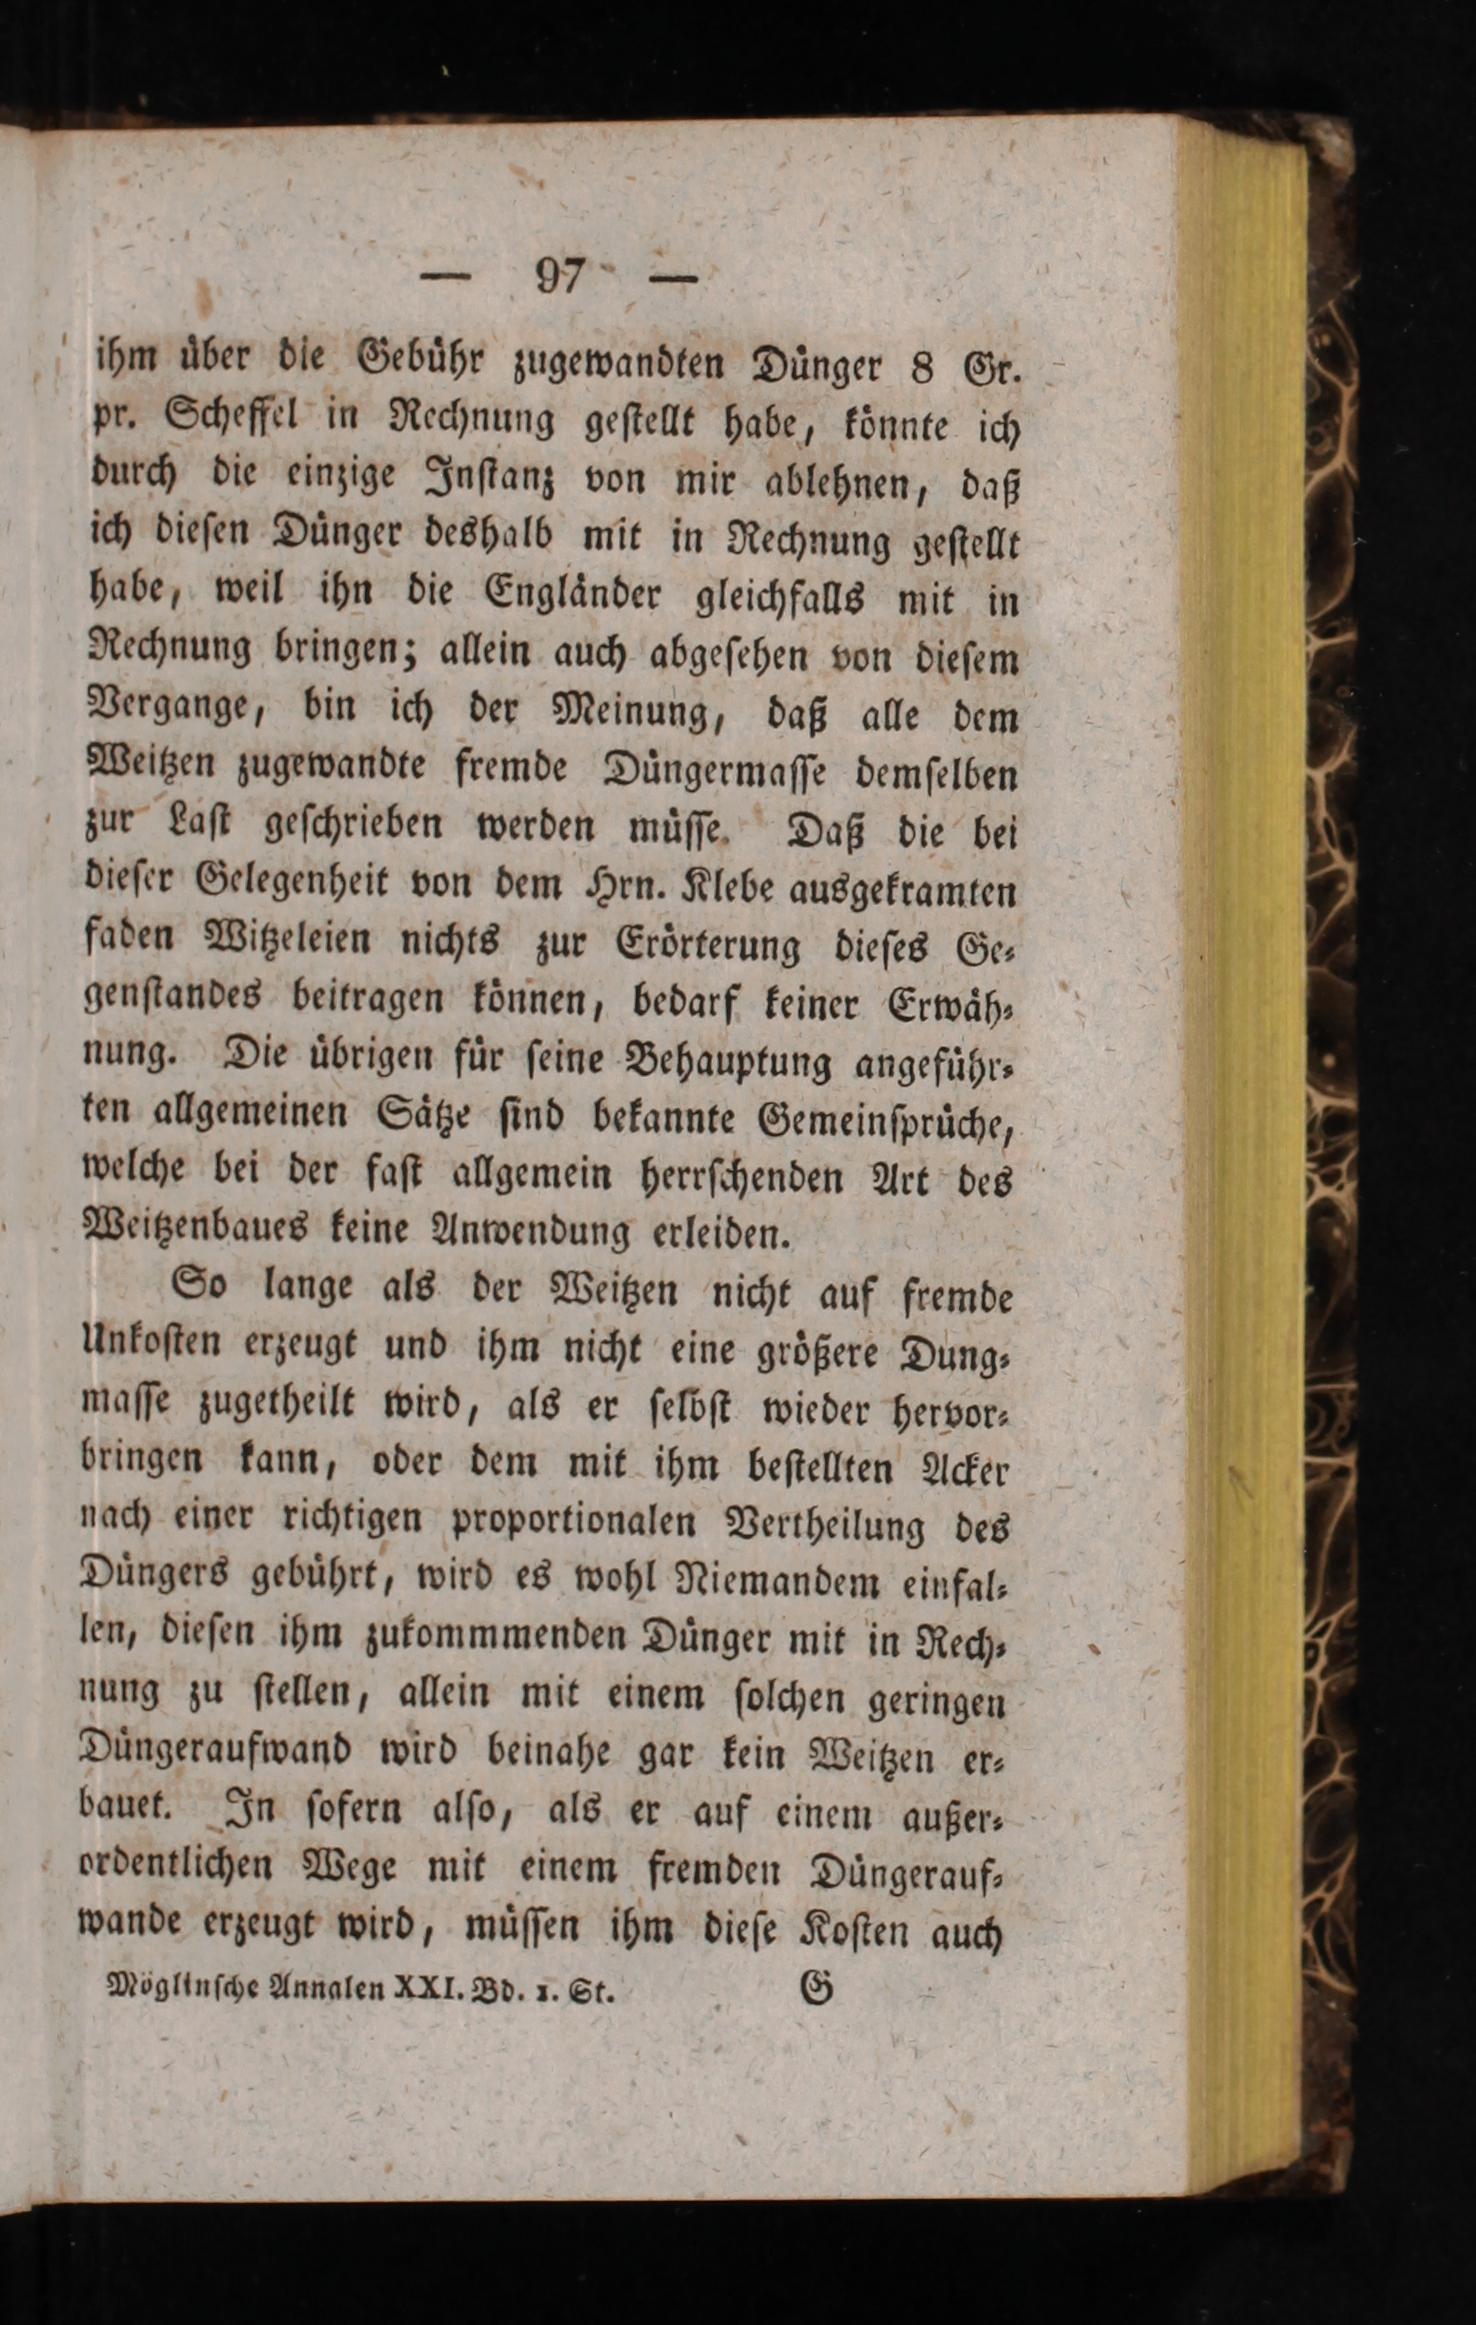 — 97 —
ihm über die Gebühr zugewandten Dünger 8 Gr.
pr. Scheffel in Rechnung gestellt habe, könnte ich
durch die einzige Instanz von mir ablehnen, daß
ich diesen Dünger deshalb mit in Rechnung gestellt
habe, weil ihn die Engländer gleichfalls mit in
Rechnung bringen; allein auch abgesehen von diesem
Vergange, bin ich der Meinung, daß alle dem
Weitzen zugewandte fremde Düngermasse demselben
zur Last geschrieben werden müsse. Daß die bei
dieser Gelegenheit von dem Hrn. Klebe ausgekramten
faden Witzeleien nichts zur Erörterung dieses Ge-
genstandes beitragen können, bedarf keiner Erwäh-
nung. Die übrigen für seine Behauptung angeführ-
ten allgemeinen Sätze sind bekannte Gemeinsprüche,
welche bei der fast allgemein herrschenden Art des
Weitzenbaues keine Anwendung erleiden.
So lange als der Weitzen nicht auf fremde
Unkosten erzeugt und ihm nicht eine größere Dung-
masse zugetheilt wird, als er selbst wieder hervor-
bringen kann, oder dem mit ihm bestellten Acker
nach einer richtigen proportionalen Vertheilung des
Düngers gebührt, wird es wohl Niemandem einfal-
len, diesen ihm zukommmenden Dünger mit in Rech-
nung zu stellen, allein mit einem solchen geringen
Düngeraufwand wird beinahe gar kein Weitzen er-
bauet. In sofern also, als er auf einem außer-
ordentlichen Wege mit einem fremden Düngerauf-
wande erzeugt wird, müssen ihm diese Kosten auch
Möglinsche Annalen XXI. Bd. 1. St. G